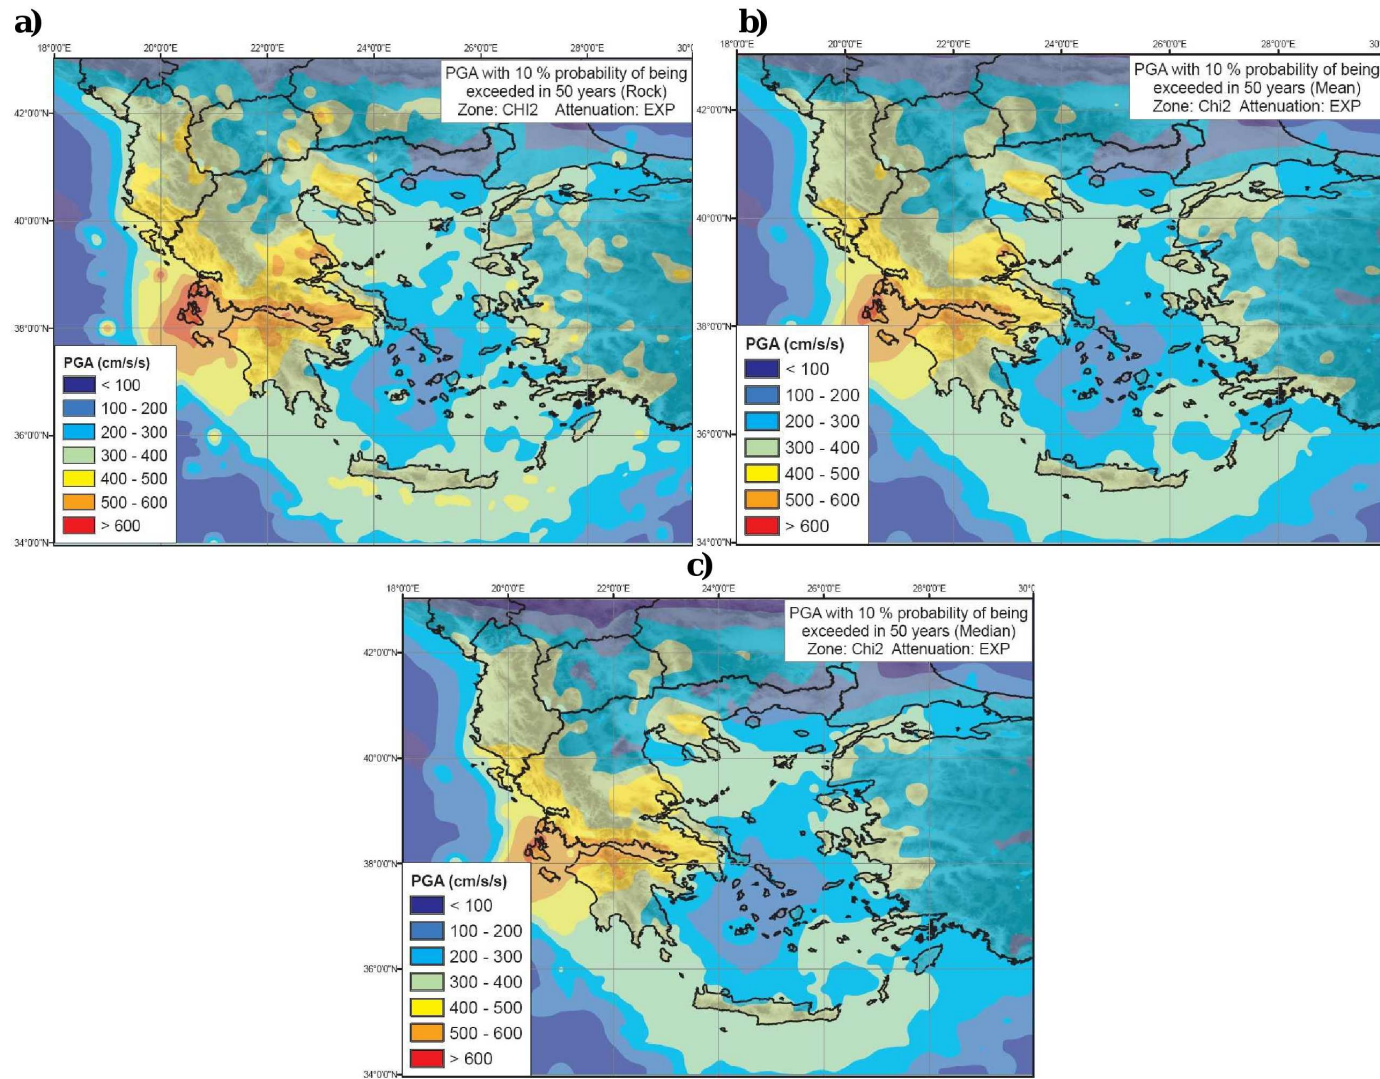 a)
18°0'0"E 20°0'0"E 22°0'0"E 24°0'0"E 26°0'0"E 28°0'0"E 30°
PGA with 10 % probability of being
exceeded in 50 years (Rock)
Zone: CHI2 Attenuation: EXP
42°0'0"N
40°0'0"N
38°0'0"N
36°0'0"N
34°0'0"N
PGA (cm/s/s)
< 100
100 - 200
200 - 300
300 - 400
400 - 500
500 - 600
> 600
b)
18°0'0"E 20°0'0"E 22°0'0"E 24°0'0"E 26°0'0"E 28°0'0"E 30°
PGA with 10 % probability of being
exceeded in 50 years (Mean)
Zone: Chi2 Attenuation: EXP
42°0'0"N
40°0'0"N
38°0'0"N
36°0'0"N
34°0'0"N
PGA (cm/s/s)
< 100
100 - 200
200 - 300
300 - 400
400 - 500
500 - 600
> 600
c)
18°0'0"E 20°0'0"E 22°0'0"E 24°0'0"E 26°0'0"E 28°0'0"E 30°
PGA with 10 % probability of being
exceeded in 50 years (Median)
Zone: Chi2 Attenuation: EXP
42°0'0"N
40°0'0"N
38°0'0"N
36°0'0"N
34°0'0"N
PGA (cm/s/s)
< 100
100 - 200
200 - 300
300 - 400
400 - 500
500 - 600
> 600